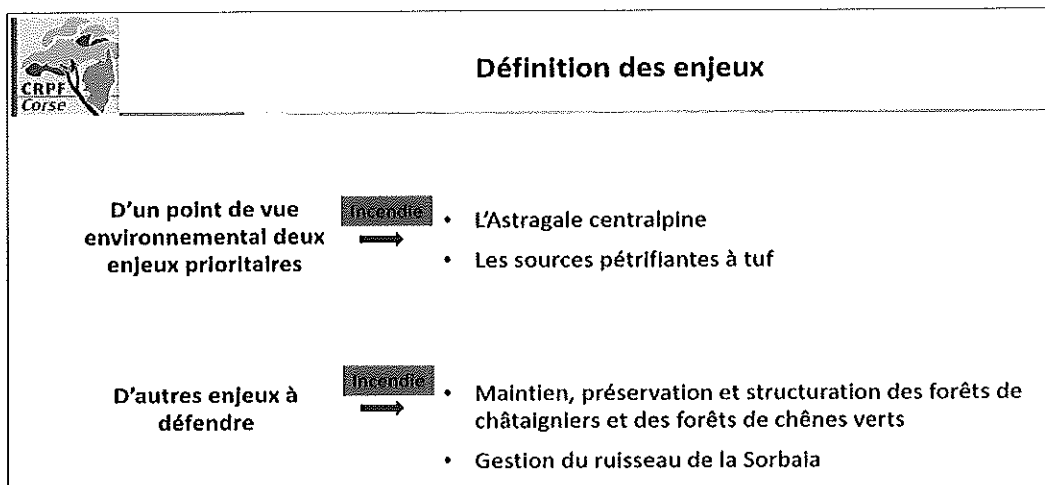 CRPF
Corse
Définition des enjeux
D'un point de vue
environnemental deux
enjeux prioritaires
Incendie
• L'Astragale centralpine
• Les sources pétrifiantes à tuf
D'autres enjeux à
défendre
Incendie
• Maintien, préservation et structuration des forêts de
châtaigniers et des forêts de chênes verts
• Gestion du ruisseau de la Sorbaia